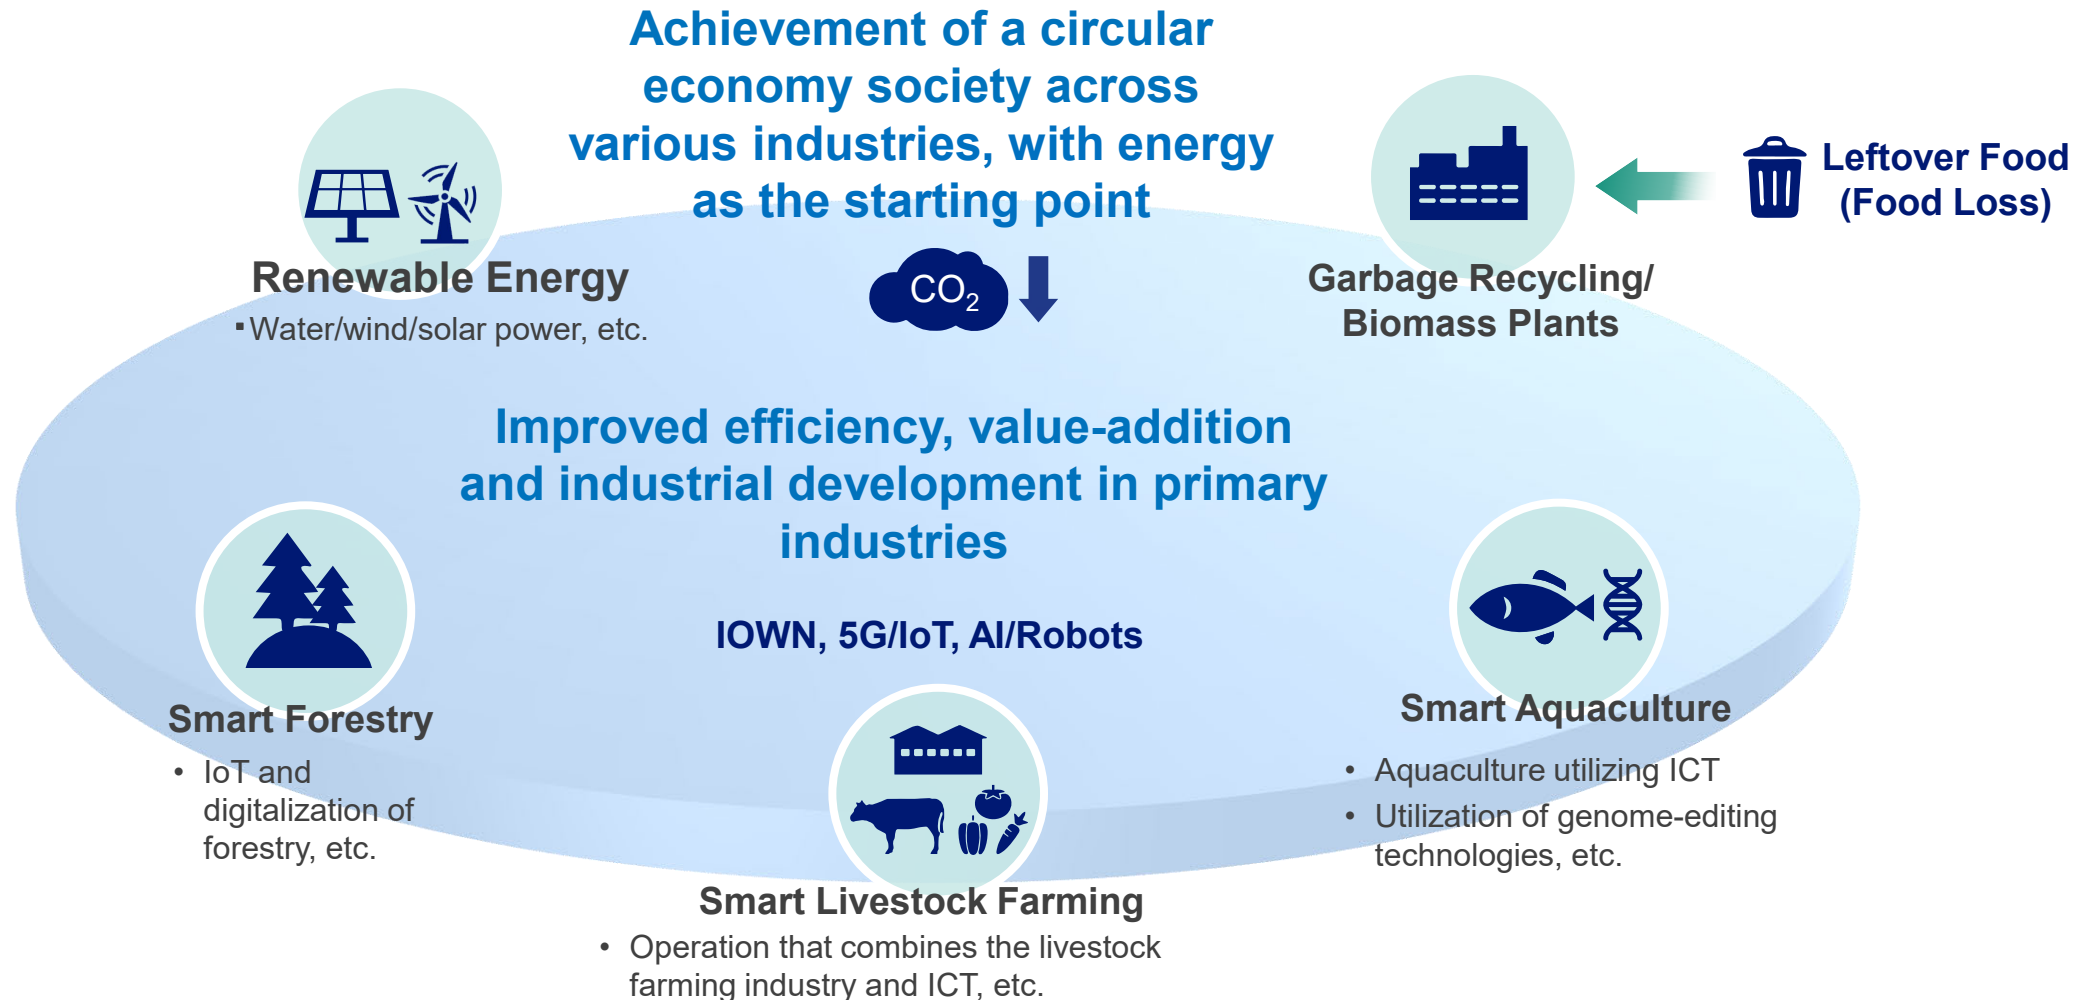 Achievement of a circular
economy society across
various industries, with energy
as the starting point
Leftover Food
(Food Loss)
CO₂
Renewable Energy
▪Water/wind/solar power, etc.
Garbage Recycling/
Biomass Plants
Improved efficiency, value-addition
and industrial development in primary
industries
IOWN, 5G/IoT, AI/Robots
Smart Forestry
• IoT and
digitalization of
forestry, etc.
Smart Aquaculture
• Aquaculture utilizing ICT
• Utilization of genome-editing
technologies, etc.
Smart Livestock Farming
• Operation that combines the livestock
farming industry and ICT, etc.